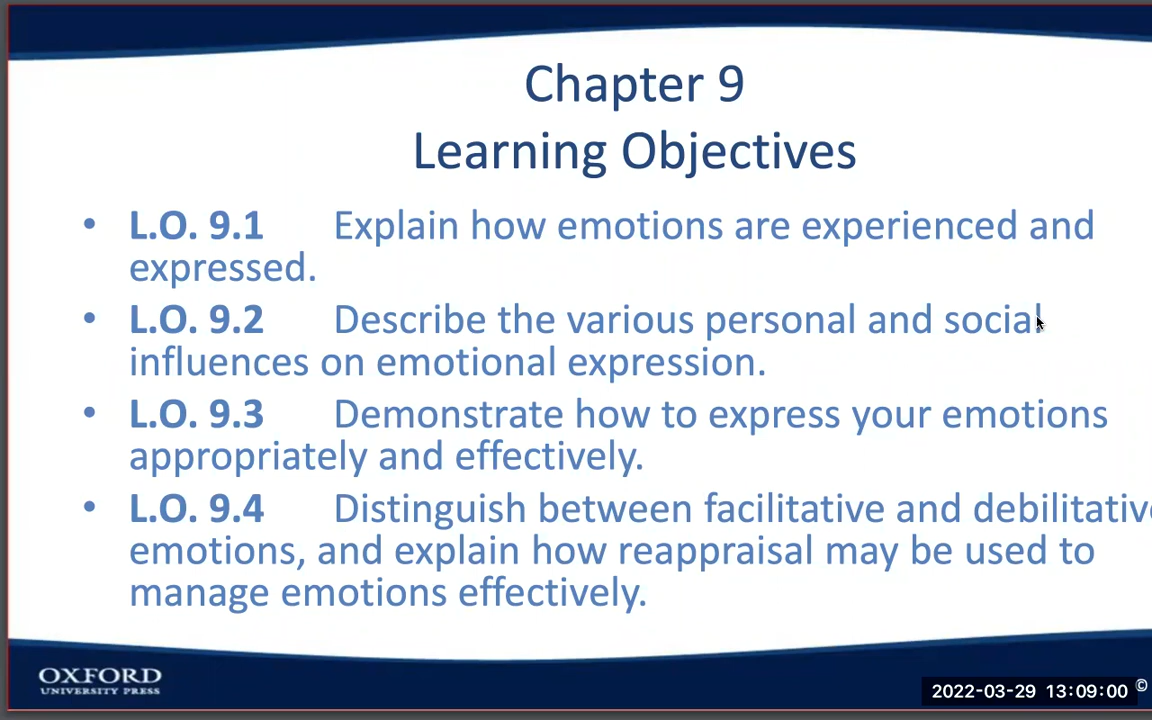 Chapter 9
Learning Objectives
• L.O. 9.1 Explain how emotions are experienced and
expressed.
• L.O. 9.2 Describe the various personal and social
influences on emotional expression.
• L.O. 9.3 Demonstrate how to express your emotions
appropriately and effectively.
• L.O. 9.4 Distinguish between facilitative and debilitative
emotions, and explain how reappraisal may be used to
manage emotions effectively.
OXFORD
UNIVERSITY PRESS
2022-03-29 13:09:00 ©